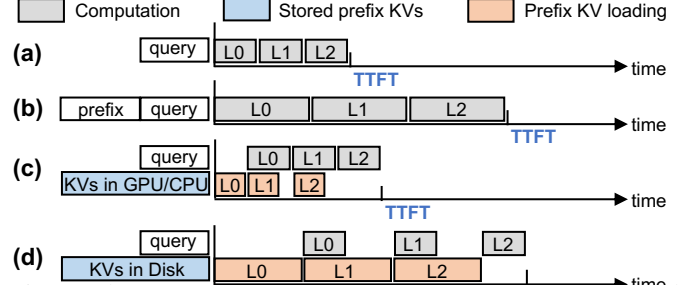 Computation Stored prefix KVs Prefix KV loading
(a) query L0 L1 L2 time
TTFT
(b) prefix query L0 L1 L2 time
TTFT
(c) query L0 L1 L2
KVs in GPU/CPU L0 L1 L2 time
TTFT
(d) query L0 L1 L2
KVs in Disk L0 L1 L2 time